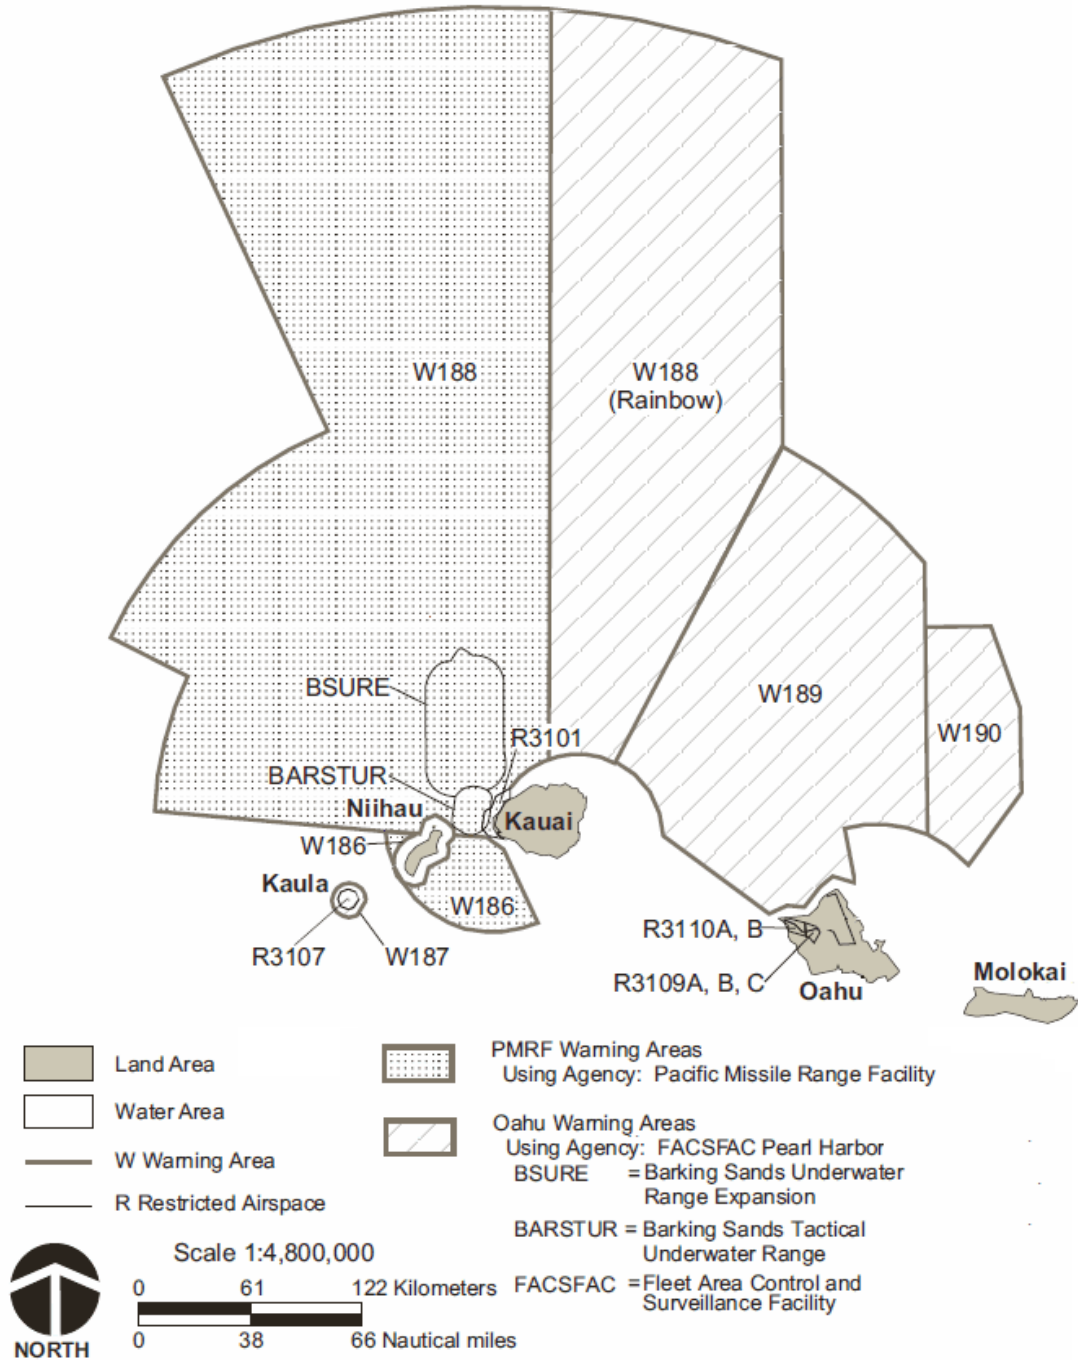 W188
W188
(Rainbow)
BSURE
W189
R3101
W190
BARSTUR
Niihau
Kauai
W186
Kaula
W186
R3107
W187
R3110A, B
R3109A, B, C
Oahu
Molokai
Land Area
Water Area
W Warning Area
R Restricted Airspace
PMRF Warning Areas
Using Agency: Pacific Missile Range Facility
Oahu Warning Areas
Using Agency: FACSFAC Pearl Harbor
BSURE = Barking Sands Underwater
Range Expansion
BARSTUR = Barking Sands Tactical
Underwater Range
FACSFAC = Fleet Area Control and
Surveillance Facility
Scale 1:4,800,000
0 61 122 Kilometers
0 38 66 Nautical miles
NORTH